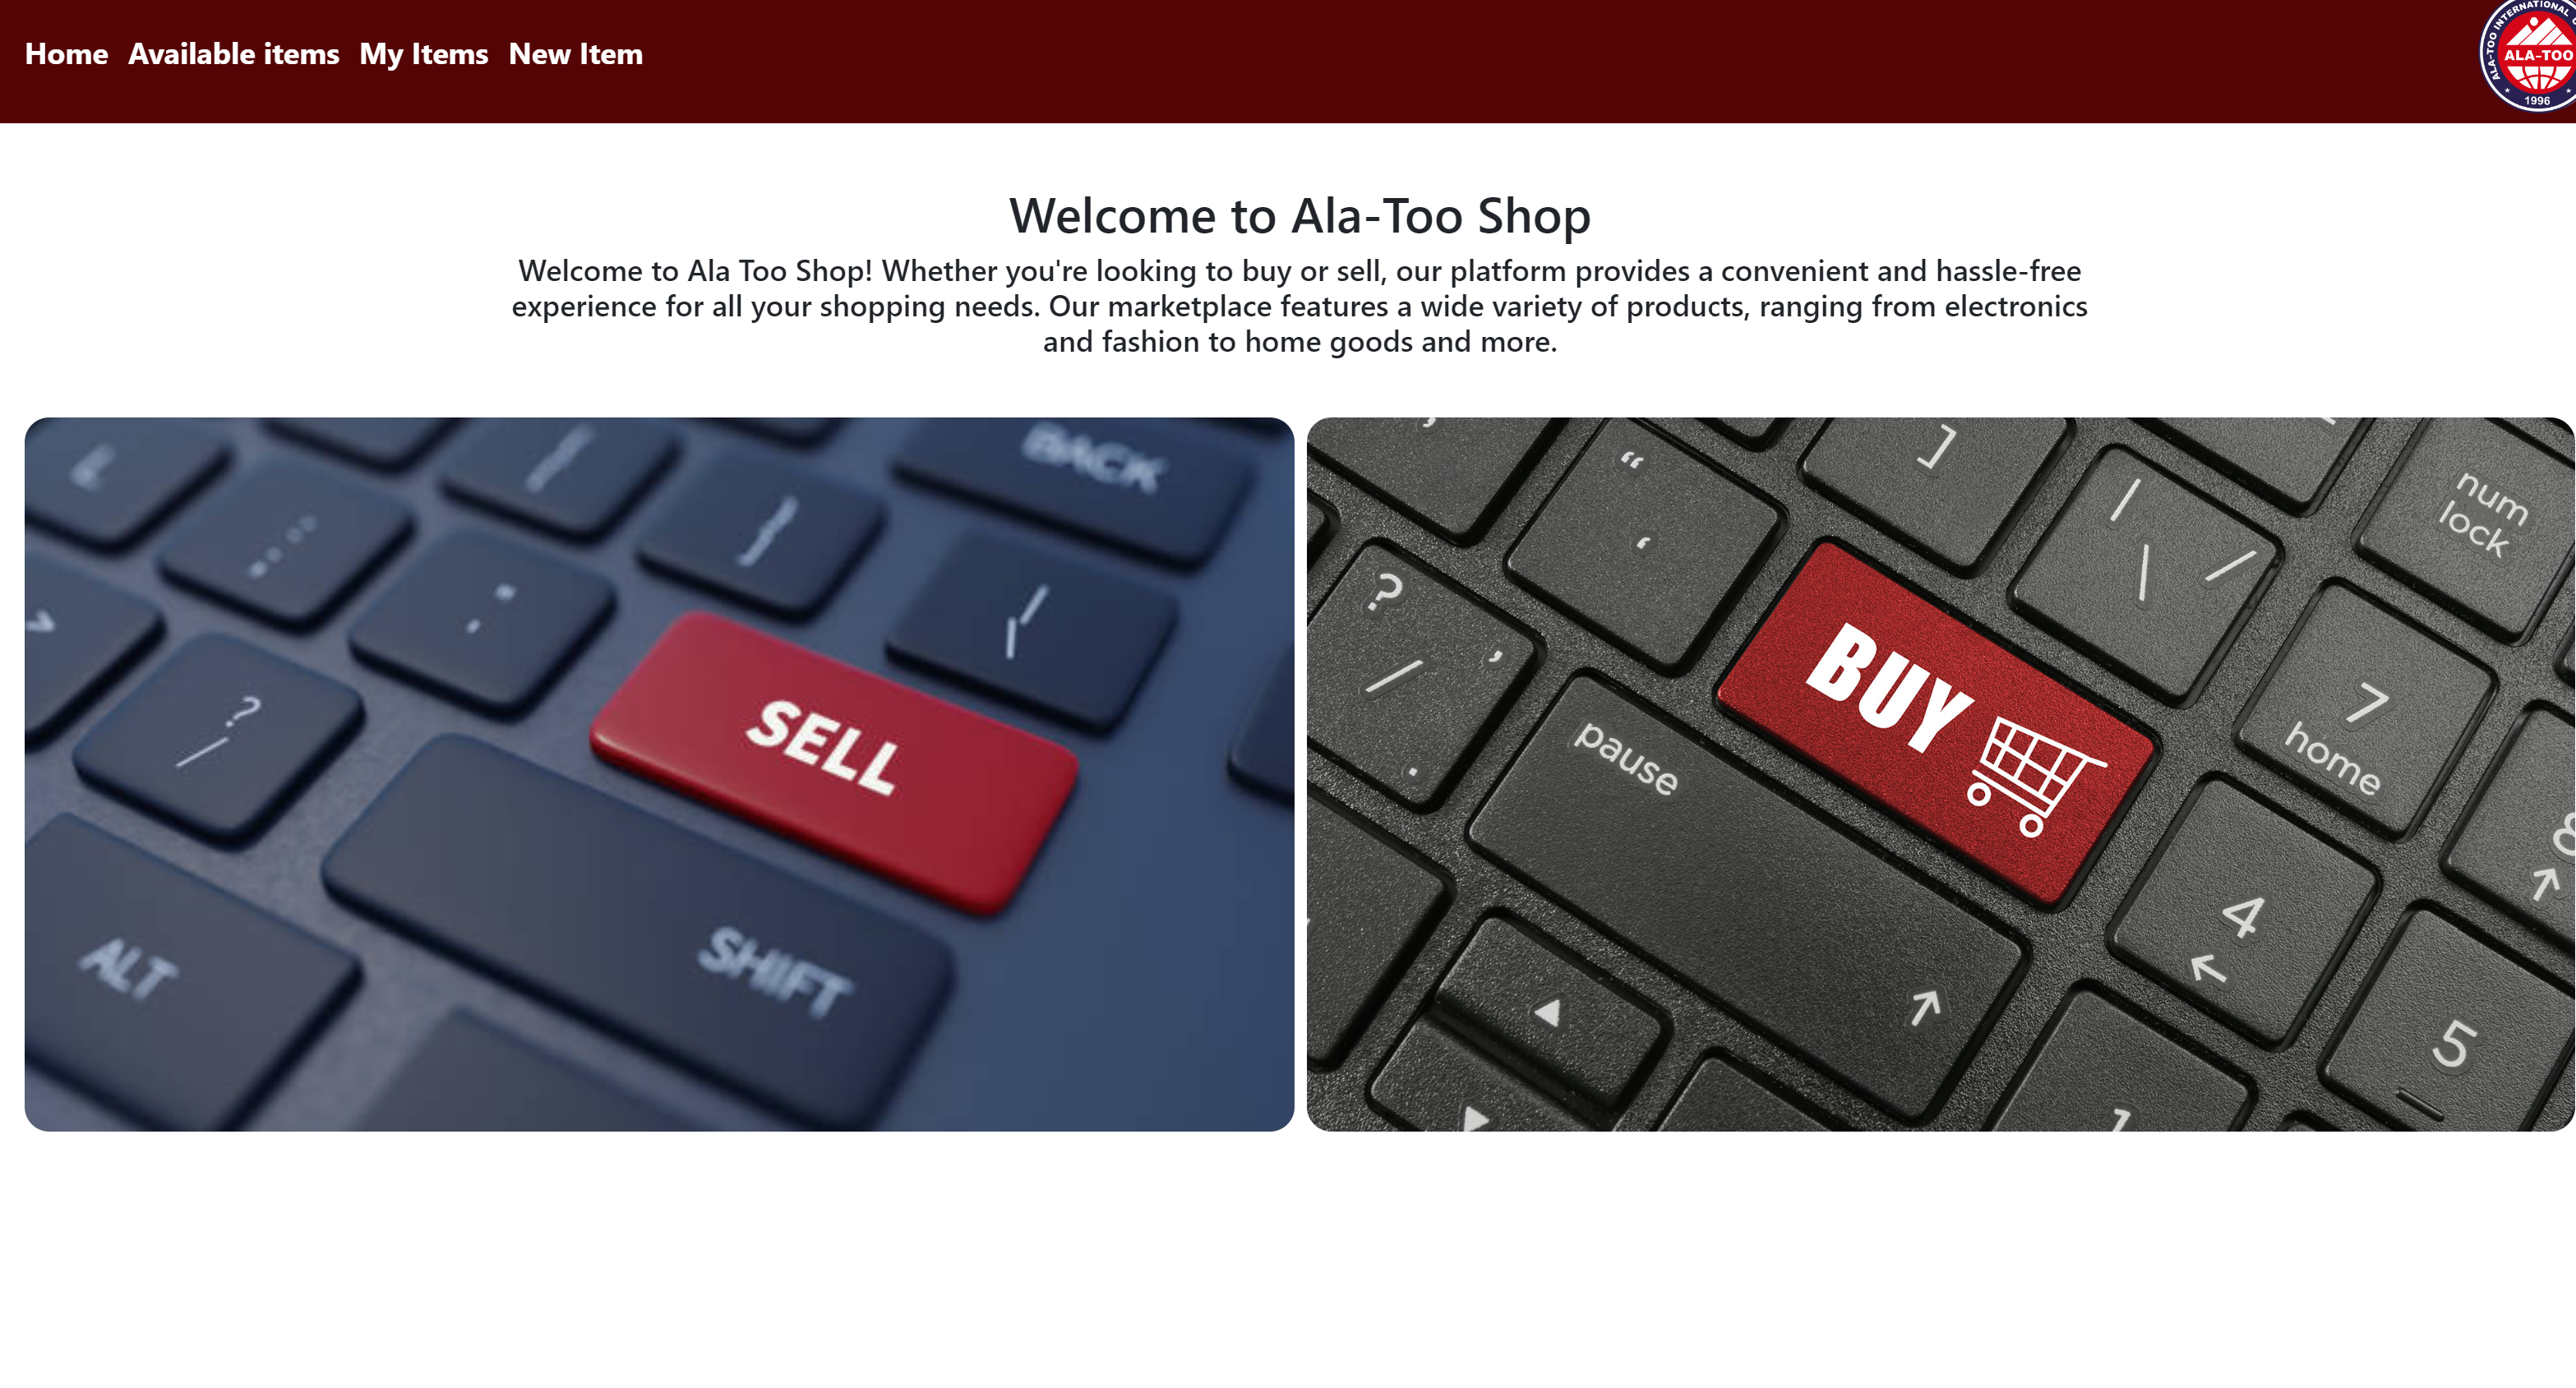 Home Available items My Items New Item
ALA-TOO INTERNATIONAL
ALA-TOO
1996
Welcome to Ala-Too Shop
Welcome to Ala Too Shop! Whether you're looking to buy or sell, our platform provides a convenient and hassle-free
experience for all your shopping needs. Our marketplace features a wide variety of products, ranging from electronics
and fashion to home goods and more.
BACK
?
/
SELL
SHIFT
ALT
“
‘
]
|
\ /
num
lock
?
/ ,
.
BUY
7
home
pause
8
↑
4
←
↑
5
1